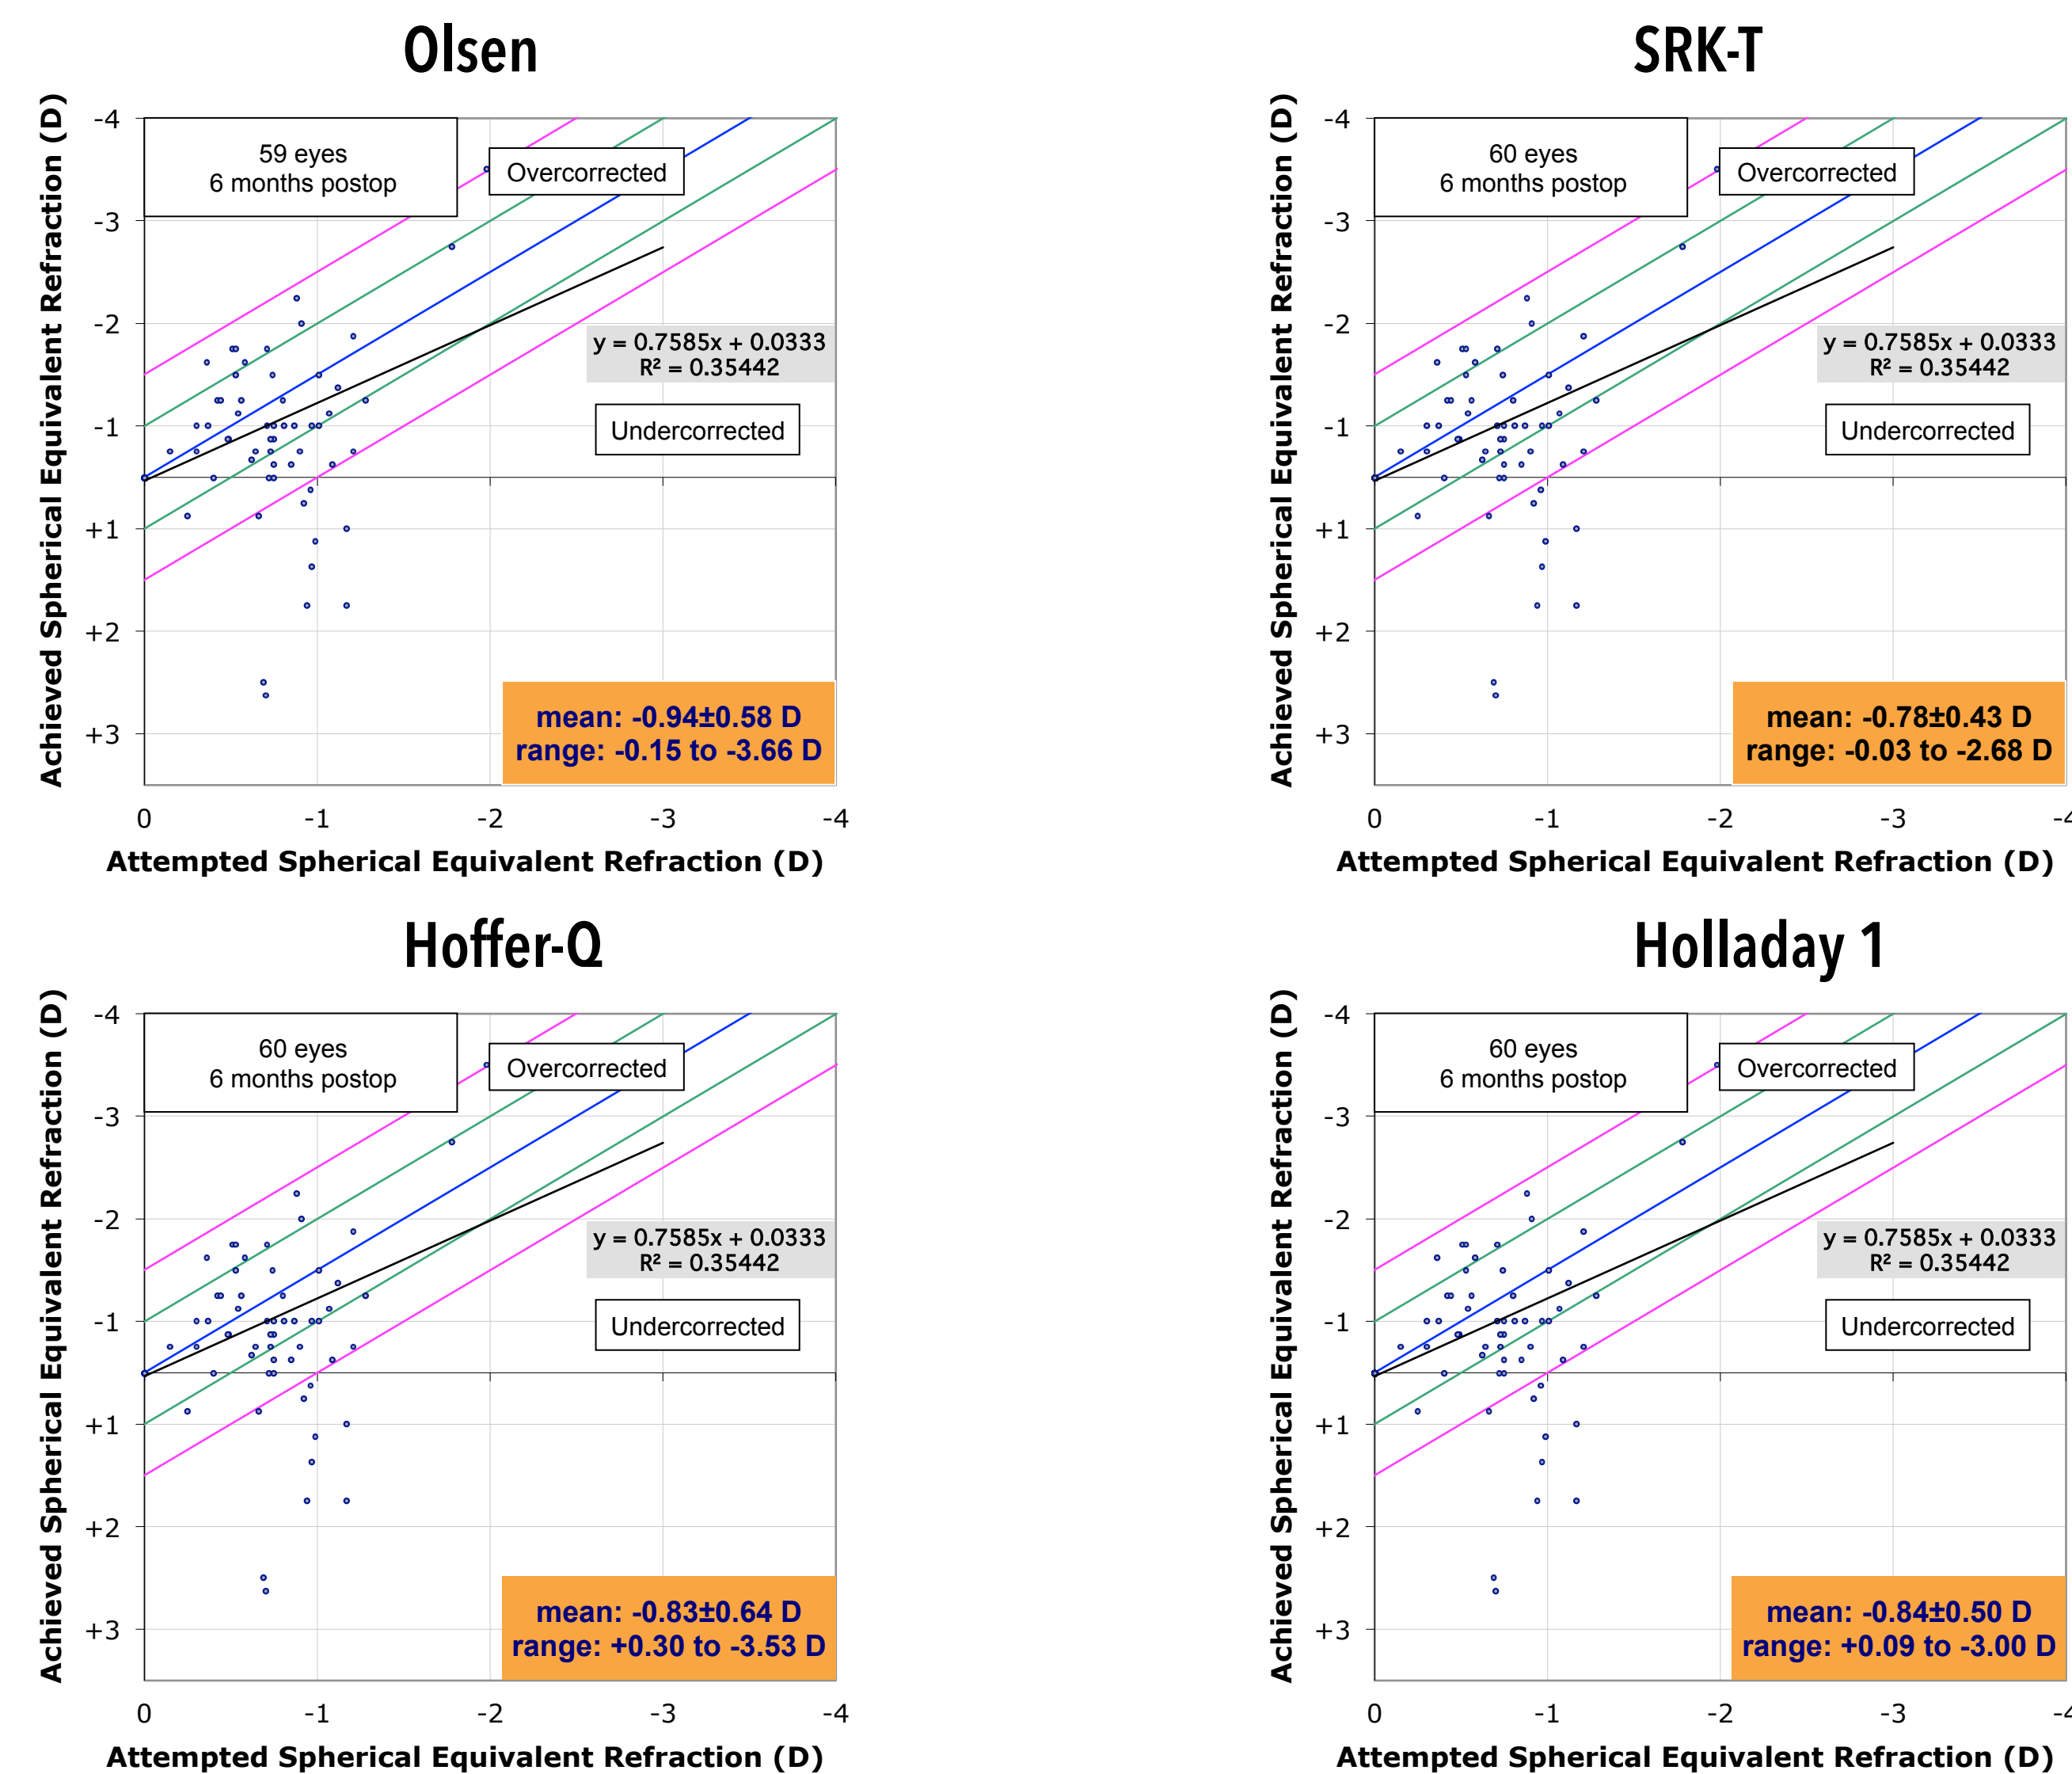 Olsen
Achieved Spherical Equivalent Refraction (D)
-4
-3
-2
-1
+1
+2
+3
59 eyes
6 months postop
Overcorrected
y = 0.7585x + 0.0333
R² = 0.35442
Undercorrected
mean: -0.94±0.58 D
range: -0.15 to -3.66 D
0 -1 -2 -3 -4
Attempted Spherical Equivalent Refraction (D)
SRK-T
Achieved Spherical Equivalent Refraction (D)
-4
-3
-2
-1
+1
+2
+3
60 eyes
6 months postop
Overcorrected
y = 0.7585x + 0.0333
R² = 0.35442
Undercorrected
mean: -0.78±0.43 D
range: -0.03 to -2.68 D
0 -1 -2 -3 -4
Attempted Spherical Equivalent Refraction (D)
Hoffer-Q
Achieved Spherical Equivalent Refraction (D)
-4
-3
-2
-1
+1
+2
+3
60 eyes
6 months postop
Overcorrected
y = 0.7585x + 0.0333
R² = 0.35442
Undercorrected
mean: -0.83±0.64 D
range: +0.30 to -3.53 D
0 -1 -2 -3 -4
Attempted Spherical Equivalent Refraction (D)
Holladay 1
Achieved Spherical Equivalent Refraction (D)
-4
-3
-2
-1
+1
+2
+3
60 eyes
6 months postop
Overcorrected
y = 0.7585x + 0.0333
R² = 0.35442
Undercorrected
mean: -0.84±0.50 D
range: +0.09 to -3.00 D
0 -1 -2 -3 -4
Attempted Spherical Equivalent Refraction (D)